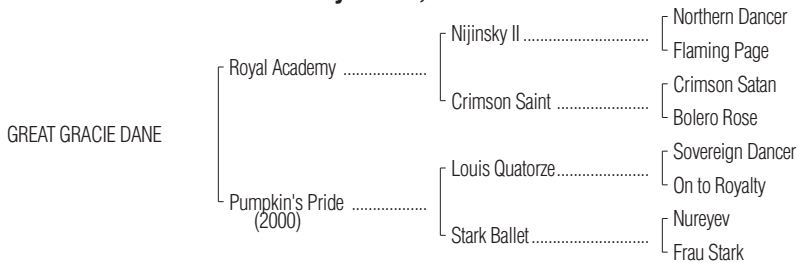 Northern Dancer
Nijinsky II ..............................
Flaming Page
Royal Academy ....................
Crimson Satan
Crimson Saint ......................
Bolero Rose
GREAT GRACIE DANE
Sovereign Dancer
Louis Quatorze......................
On to Royalty
Pumpkin's Pride ..................
(2000)
Nureyev
Stark Ballet............................
Frau Stark